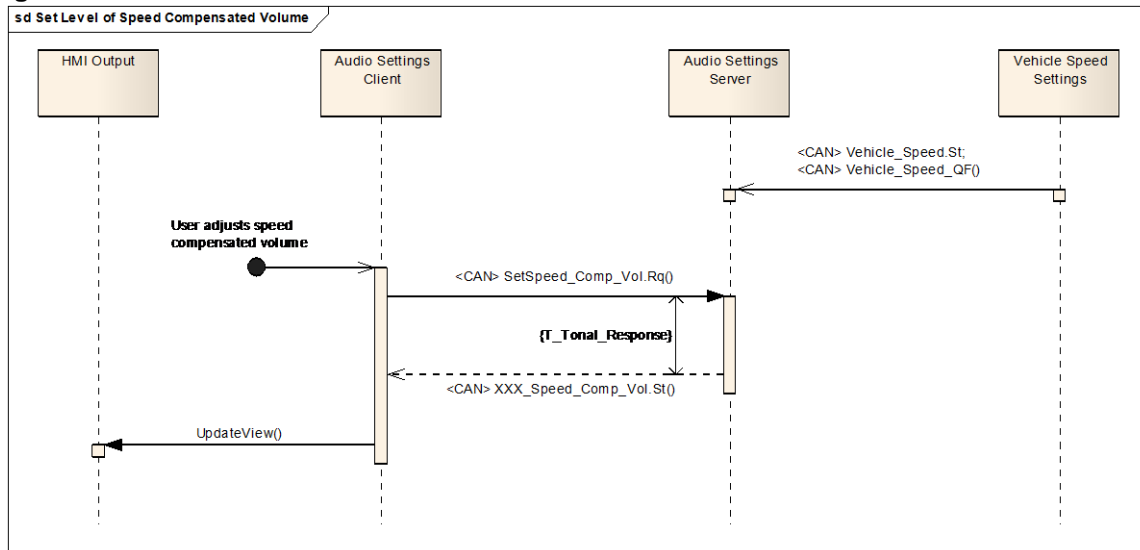 sd Set Level of Speed Compensated Volume
HMI Output
Audio Settings
Client
Audio Settings
Server
Vehicle Speed
Settings
<CAN> Vehicle_Speed.St;
<CAN> Vehicle_Speed_QF()
User adjusts speed
compensated volume
<CAN> SetSpeed_Comp_Vol.Rq()
{T_Tonal_Response}
<CAN> XXX_Speed_Comp_Vol.St()
UpdateView()